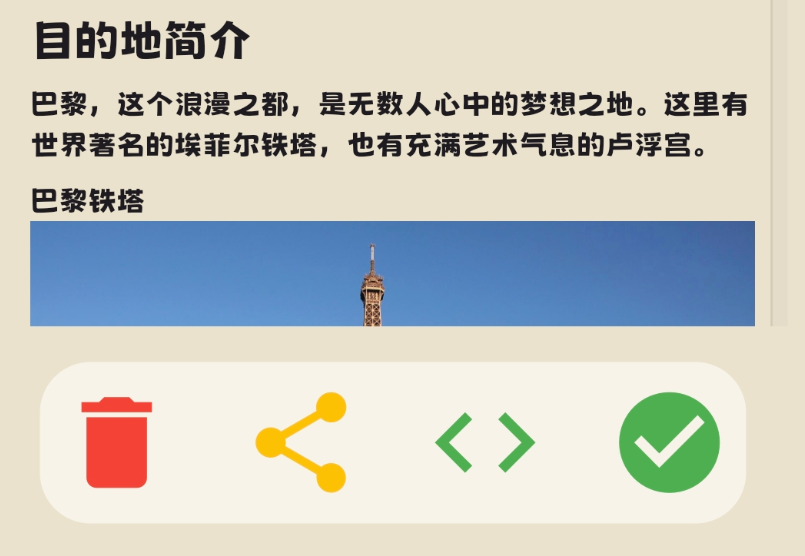 目的地简介
巴黎，这个浪漫之都，是无数人心中的梦想之地。这里有
世界著名的埃菲尔铁塔，也有充满艺术气息的卢浮宫。
巴黎铁塔